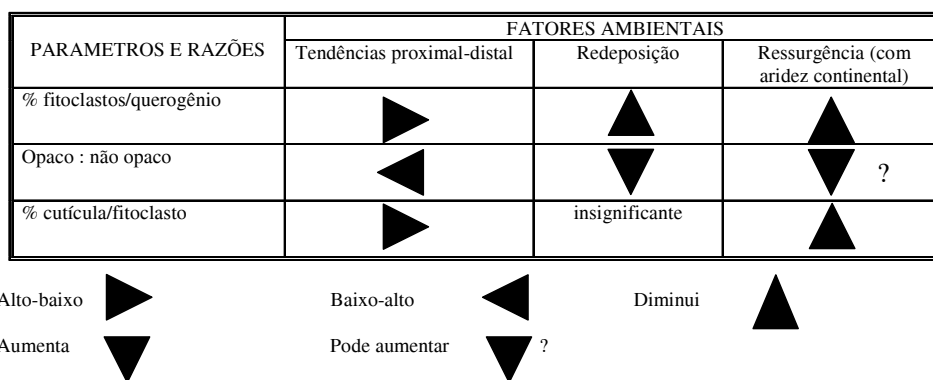 PARAMETROS E RAZÕES
FATORES AMBIENTAIS
Tendências proximal-distal
Redeposição
Ressurgência (com
aridez continental)
% fitoclastos/querogênio
Opaco : não opaco
?
% cutícula/fitoclasto
insignificante
Alto-baixo
Baixo-alto
Diminui
Aumenta
Pode aumentar
?